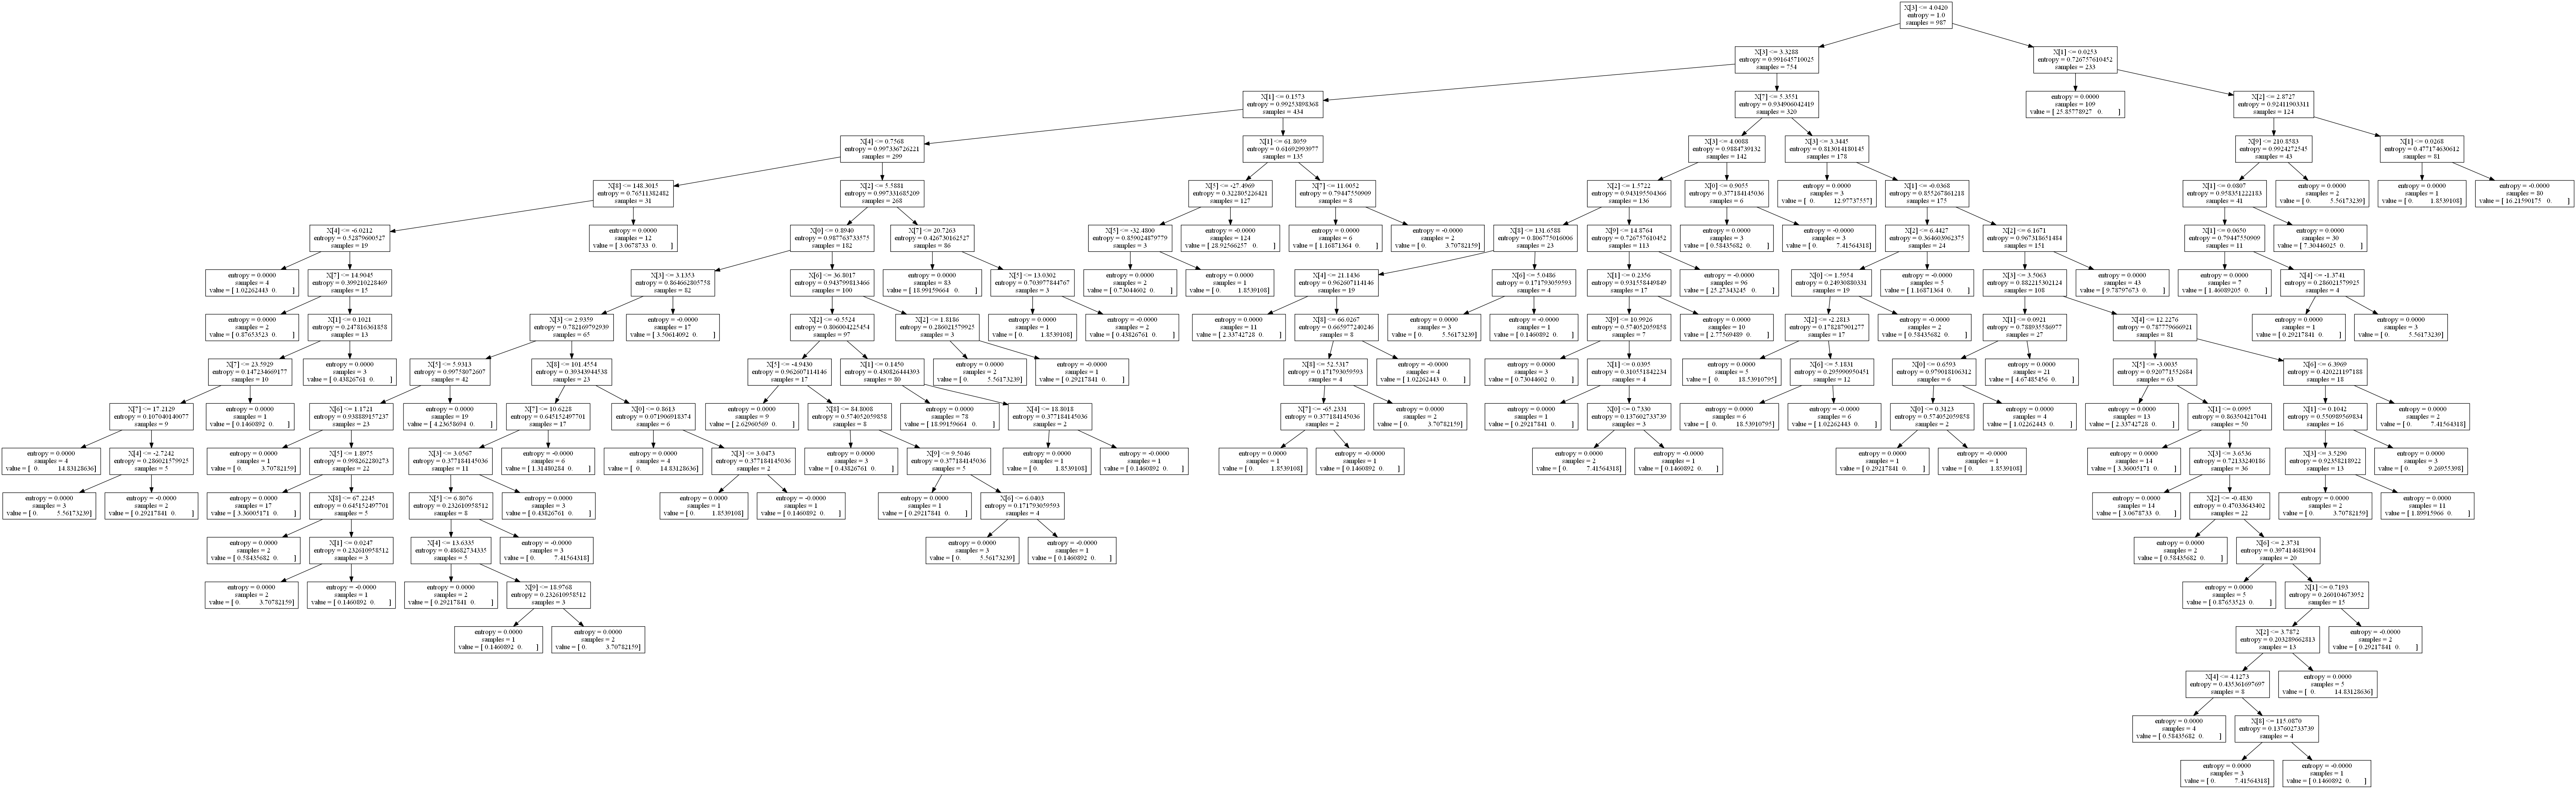 X[3] <= 4.0420
entropy = 1.0
samples = 987
X[3] <= 3.3288
entropy = 0.991645710025
samples = 754
X[1] <= 0.0253
entropy = 0.726757610452
samples = 233
X[1] <= 0.1573
entropy = 0.99253898368
samples = 434
X[7] <= 5.3551
entropy = 0.934906042419
samples = 320
entropy = 0.0000
samples = 109
value = [ 25.85778927 0. ]
X[2] <= 2.8727
entropy = 0.92411903311
samples = 124
X[4] <= 0.7568
entropy = 0.997336726221
samples = 299
X[1] <= 61.8059
entropy = 0.61692993977
samples = 135
X[3] <= 4.0088
entropy = 0.9884739132
samples = 142
X[3] <= 3.3445
entropy = 0.813014180145
samples = 178
X[9] <= 210.8583
entropy = 0.9924272545
samples = 43
X[1] <= 0.0268
entropy = 0.477174630612
samples = 81
X[8] <= 148.3015
entropy = 0.76511382482
samples = 31
X[2] <= 5.5881
entropy = 0.997331685209
samples = 268
X[5] <= -27.4969
entropy = 0.322805226421
samples = 127
X[7] <= 11.0052
entropy = 0.79447550909
samples = 8
X[2] <= 1.5722
entropy = 0.943195504366
samples = 136
X[0] <= 0.9055
entropy = 0.377184145036
samples = 6
entropy = 0.0000
samples = 3
value = [ 0. 12.97737557]
X[1] <= -0.0368
entropy = 0.855267861218
samples = 175
X[1] <= 0.0807
entropy = 0.958351222183
samples = 41
entropy = 0.0000
samples = 2
value = [ 0. 5.56173239]
entropy = 0.0000
samples = 1
value = [ 0. 1.8539108]
entropy = -0.0000
samples = 80
value = [ 16.21590175 0. ]
X[4] <= -6.0212
entropy = 0.52879600527
samples = 19
entropy = 0.0000
samples = 12
value = [ 3.0678733 0. ]
X[0] <= 0.8940
entropy = 0.987763733575
samples = 182
X[7] <= 20.7263
entropy = 0.426730162527
samples = 86
X[5] <= -32.4800
entropy = 0.859024879779
samples = 3
entropy = -0.0000
samples = 124
value = [ 28.92566257 0. ]
entropy = 0.0000
samples = 6
value = [ 1.16871364 0. ]
entropy = -0.0000
samples = 2
value = [ 0. 3.70782159]
X[8] <= 131.6588
entropy = 0.806775016006
samples = 23
X[9] <= 14.8764
entropy = 0.726757610452
samples = 113
entropy = 0.0000
samples = 3
value = [ 0.58435682 0. ]
entropy = -0.0000
samples = 3
value = [ 0. 7.41564318]
X[2] <= 6.4427
entropy = 0.364603962375
samples = 24
X[2] <= 6.1671
entropy = 0.967318651484
samples = 151
X[1] <= 0.0650
entropy = 0.79447550909
samples = 11
entropy = -0.0000
samples = 30
value = [ 7.30446025 0. ]
entropy = 0.0000
samples = 4
value = [ 1.02262443 0. ]
X[7] <= 14.9045
entropy = 0.399210228469
samples = 15
X[3] <= 3.1353
entropy = 0.864662805758
samples = 82
X[6] <= 36.8017
entropy = 0.943799813466
samples = 100
entropy = 0.0000
samples = 83
value = [ 18.99159664 0. ]
X[5] <= 13.0302
entropy = 0.703977844767
samples = 3
entropy = 0.0000
samples = 2
value = [ 0.73044602 0. ]
entropy = 0.0000
samples = 1
value = [ 0. 1.8539108]
X[4] <= 21.1436
entropy = 0.962607114146
samples = 19
X[6] <= 5.0486
entropy = 0.171793059593
samples = 4
X[1] <= 0.2356
entropy = 0.931558449849
samples = 17
entropy = -0.0000
samples = 96
value = [ 25.27343245 0. ]
X[0] <= 1.5954
entropy = 0.24930880331
samples = 19
entropy = -0.0000
samples = 5
value = [ 1.16871364 0. ]
X[3] <= 3.5063
entropy = 0.882215302124
samples = 108
entropy = 0.0000
samples = 43
value = [ 9.78797673 0. ]
entropy = 0.0000
samples = 7
value = [ 1.46089205 0. ]
X[4] <= -1.3741
entropy = 0.286021579925
samples = 4
entropy = 0.0000
samples = 2
value = [ 0.87653523 0. ]
X[1] <= 0.1021
entropy = 0.247816361858
samples = 13
X[3] <= 2.9359
entropy = 0.782169792939
samples = 65
entropy = -0.0000
samples = 17
value = [ 3.50614092 0. ]
X[2] <= -0.5524
entropy = 0.806004225454
samples = 97
X[2] <= 1.8186
entropy = 0.286021579925
samples = 3
entropy = 0.0000
samples = 1
value = [ 0. 1.8539108]
entropy = -0.0000
samples = 2
value = [ 0.43826761 0. ]
entropy = 0.0000
samples = 11
value = [ 2.33742728 0. ]
X[8] <= 66.0267
entropy = 0.665977240246
samples = 8
entropy = 0.0000
samples = 3
value = [ 0. 5.56173239]
entropy = -0.0000
samples = 1
value = [ 0.1460892 0. ]
X[9] <= 10.9926
entropy = 0.574052059858
samples = 7
entropy = 0.0000
samples = 10
value = [ 2.77569489 0. ]
X[2] <= -2.2813
entropy = 0.178287901277
samples = 17
entropy = -0.0000
samples = 2
value = [ 0.58435682 0. ]
X[1] <= 0.0921
entropy = 0.788935586977
samples = 27
X[4] <= 12.2276
entropy = 0.787779666921
samples = 81
entropy = 0.0000
samples = 1
value = [ 0.29217841 0. ]
entropy = -0.0000
samples = 3
value = [ 0. 5.56173239]
X[7] <= 23.5929
entropy = 0.147234669177
samples = 10
entropy = 0.0000
samples = 3
value = [ 0.43826761 0. ]
X[5] <= 5.9313
entropy = 0.99758072607
samples = 42
X[8] <= 101.4554
entropy = 0.39343944538
samples = 23
X[5] <= -4.9430
entropy = 0.962607114146
samples = 17
X[1] <= 0.1450
entropy = 0.430826444393
samples = 80
entropy = 0.0000
samples = 2
value = [ 0. 5.56173239]
entropy = -0.0000
samples = 1
value = [ 0.29217841 0. ]
X[8] <= 52.5317
entropy = 0.171793059593
samples = 4
entropy = -0.0000
samples = 4
value = [ 1.02262443 0. ]
entropy = 0.0000
samples = 3
value = [ 0.73044602 0. ]
X[1] <= 0.0395
entropy = 0.310551842234
samples = 4
entropy = 0.0000
samples = 5
value = [ 0. 18.53910795]
X[6] <= 5.1831
entropy = 0.295990950451
samples = 12
X[0] <= 0.6593
entropy = 0.979018106312
samples = 6
entropy = 0.0000
samples = 21
value = [ 4.67485456 0. ]
X[5] <= -3.0035
entropy = 0.920771552684
samples = 63
X[6] <= 6.3969
entropy = 0.420221197188
samples = 18
X[7] <= 17.2129
entropy = 0.107040140077
samples = 9
entropy = 0.0000
samples = 1
value = [ 0.1460892 0. ]
X[6] <= 1.1721
entropy = 0.938889157237
samples = 23
entropy = 0.0000
samples = 19
value = [ 4.23658694 0. ]
X[7] <= 10.6228
entropy = 0.645152497701
samples = 17
X[0] <= 0.8613
entropy = 0.071906918374
samples = 6
entropy = 0.0000
samples = 9
value = [ 2.62960569 0. ]
X[8] <= 84.8008
entropy = 0.574052059858
samples = 8
entropy = 0.0000
samples = 78
value = [ 18.99159664 0. ]
X[4] <= 18.8018
entropy = 0.377184145036
samples = 2
X[7] <= -65.2331
entropy = 0.377184145036
samples = 2
entropy = 0.0000
samples = 2
value = [ 0. 3.70782159]
entropy = 0.0000
samples = 1
value = [ 0.29217841 0. ]
X[0] <= 0.7330
entropy = 0.137602733739
samples = 3
entropy = 0.0000
samples = 6
value = [ 0. 18.53910795]
entropy = -0.0000
samples = 6
value = [ 1.02262443 0. ]
X[0] <= 0.3123
entropy = 0.574052059858
samples = 2
entropy = 0.0000
samples = 4
value = [ 1.02262443 0. ]
entropy = 0.0000
samples = 13
value = [ 2.33742728 0. ]
X[1] <= 0.0995
entropy = 0.863504217041
samples = 50
X[1] <= 0.1042
entropy = 0.550989569834
samples = 16
entropy = 0.0000
samples = 2
value = [ 0. 7.41564318]
entropy = 0.0000
samples = 4
value = [ 0. 14.83128636]
X[4] <= -2.7242
entropy = 0.286021579925
samples = 5
entropy = 0.0000
samples = 1
value = [ 0. 3.70782159]
X[5] <= 1.8975
entropy = 0.998262280273
samples = 22
X[3] <= 3.0567
entropy = 0.377184145036
samples = 11
entropy = -0.0000
samples = 6
value = [ 1.31480284 0. ]
entropy = 0.0000
samples = 4
value = [ 0. 14.83128636]
X[3] <= 3.0473
entropy = 0.377184145036
samples = 2
entropy = 0.0000
samples = 3
value = [ 0.43826761 0. ]
X[9] <= 9.5046
entropy = 0.377184145036
samples = 5
entropy = 0.0000
samples = 1
value = [ 0. 1.8539108]
entropy = -0.0000
samples = 1
value = [ 0.1460892 0. ]
entropy = 0.0000
samples = 1
value = [ 0. 1.8539108]
entropy = -0.0000
samples = 1
value = [ 0.1460892 0. ]
entropy = 0.0000
samples = 2
value = [ 0. 7.41564318]
entropy = -0.0000
samples = 1
value = [ 0.1460892 0. ]
entropy = 0.0000
samples = 1
value = [ 0.29217841 0. ]
entropy = -0.0000
samples = 1
value = [ 0. 1.8539108]
entropy = 0.0000
samples = 14
value = [ 3.36005171 0. ]
X[3] <= 3.6536
entropy = 0.72133240186
samples = 36
X[3] <= 3.5290
entropy = 0.92358218922
samples = 13
entropy = 0.0000
samples = 3
value = [ 0. 9.26955398]
entropy = 0.0000
samples = 3
value = [ 0. 5.56173239]
entropy = -0.0000
samples = 2
value = [ 0.29217841 0. ]
entropy = 0.0000
samples = 17
value = [ 3.36005171 0. ]
X[8] <= 67.2245
entropy = 0.645152497701
samples = 5
X[5] <= 6.8076
entropy = 0.232610958512
samples = 8
entropy = 0.0000
samples = 3
value = [ 0.43826761 0. ]
entropy = 0.0000
samples = 1
value = [ 0. 1.8539108]
entropy = -0.0000
samples = 1
value = [ 0.1460892 0. ]
entropy = 0.0000
samples = 1
value = [ 0.29217841 0. ]
X[6] <= 6.0403
entropy = 0.171793059593
samples = 4
entropy = 0.0000
samples = 14
value = [ 3.0678733 0. ]
X[2] <= -0.4830
entropy = 0.47033643402
samples = 22
entropy = 0.0000
samples = 2
value = [ 0. 3.70782159]
entropy = 0.0000
samples = 11
value = [ 1.89915966 0. ]
entropy = 0.0000
samples = 2
value = [ 0.58435682 0. ]
X[1] <= 0.0247
entropy = 0.232610958512
samples = 3
X[4] <= 13.6335
entropy = 0.48682734335
samples = 5
entropy = -0.0000
samples = 3
value = [ 0. 7.41564318]
entropy = 0.0000
samples = 3
value = [ 0. 5.56173239]
entropy = -0.0000
samples = 1
value = [ 0.1460892 0. ]
entropy = 0.0000
samples = 2
value = [ 0.58435682 0. ]
X[6] <= 2.3731
entropy = 0.397414681904
samples = 20
entropy = 0.0000
samples = 2
value = [ 0. 3.70782159]
entropy = -0.0000
samples = 1
value = [ 0.1460892 0. ]
entropy = 0.0000
samples = 2
value = [ 0.29217841 0. ]
X[9] <= 18.9768
entropy = 0.232610958512
samples = 3
entropy = 0.0000
samples = 5
value = [ 0.87653523 0. ]
X[1] <= 0.7193
entropy = 0.260104673952
samples = 15
entropy = 0.0000
samples = 1
value = [ 0.1460892 0. ]
entropy = 0.0000
samples = 2
value = [ 0. 3.70782159]
X[2] <= 3.7872
entropy = 0.203289662813
samples = 13
entropy = -0.0000
samples = 2
value = [ 0.29217841 0. ]
X[4] <= 4.1273
entropy = 0.435361697697
samples = 8
entropy = 0.0000
samples = 5
value = [ 0. 14.83128636]
entropy = 0.0000
samples = 4
value = [ 0.58435682 0. ]
X[8] <= 115.0870
entropy = 0.137602733739
samples = 4
entropy = 0.0000
samples = 3
value = [ 0. 7.41564318]
entropy = -0.0000
samples = 1
value = [ 0.1460892 0. ]